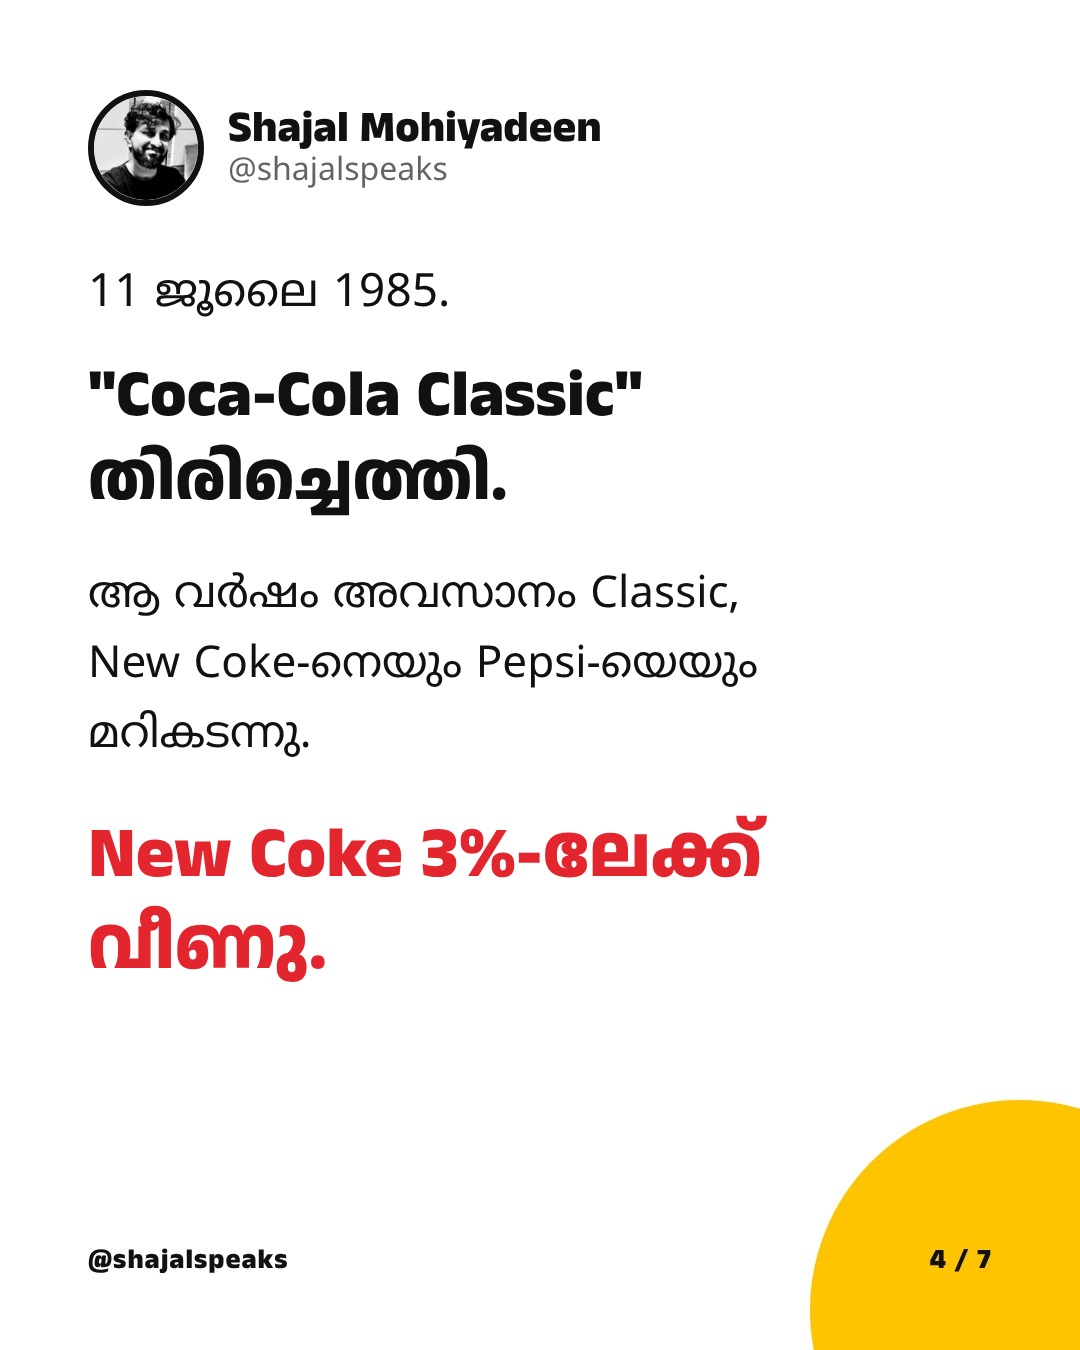 Shajal Mohiyadeen
@shajalspeaks
11 ജൂലൈ 1985.
"Coca-Cola Classic"
തിരിച്ചെത്തി.
ആ വർഷം അവസാനം Classic,
New Coke-നെയും Pepsi-യെയും
മറികടന്നു.
New Coke 3%-ലേക്ക്
വീണു.
@shajalspeaks
4 / 7